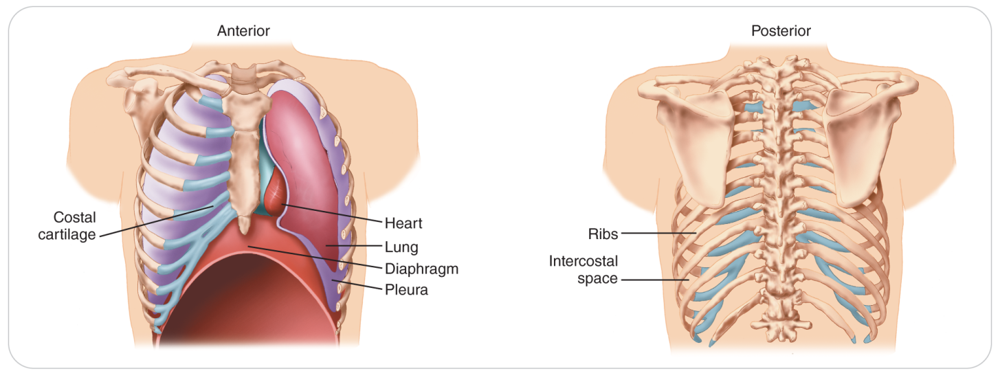 Anterior
Costal
cartilage
Heart
Lung
Diaphragm
Pleura
Posterior
Ribs
Intercostal
space